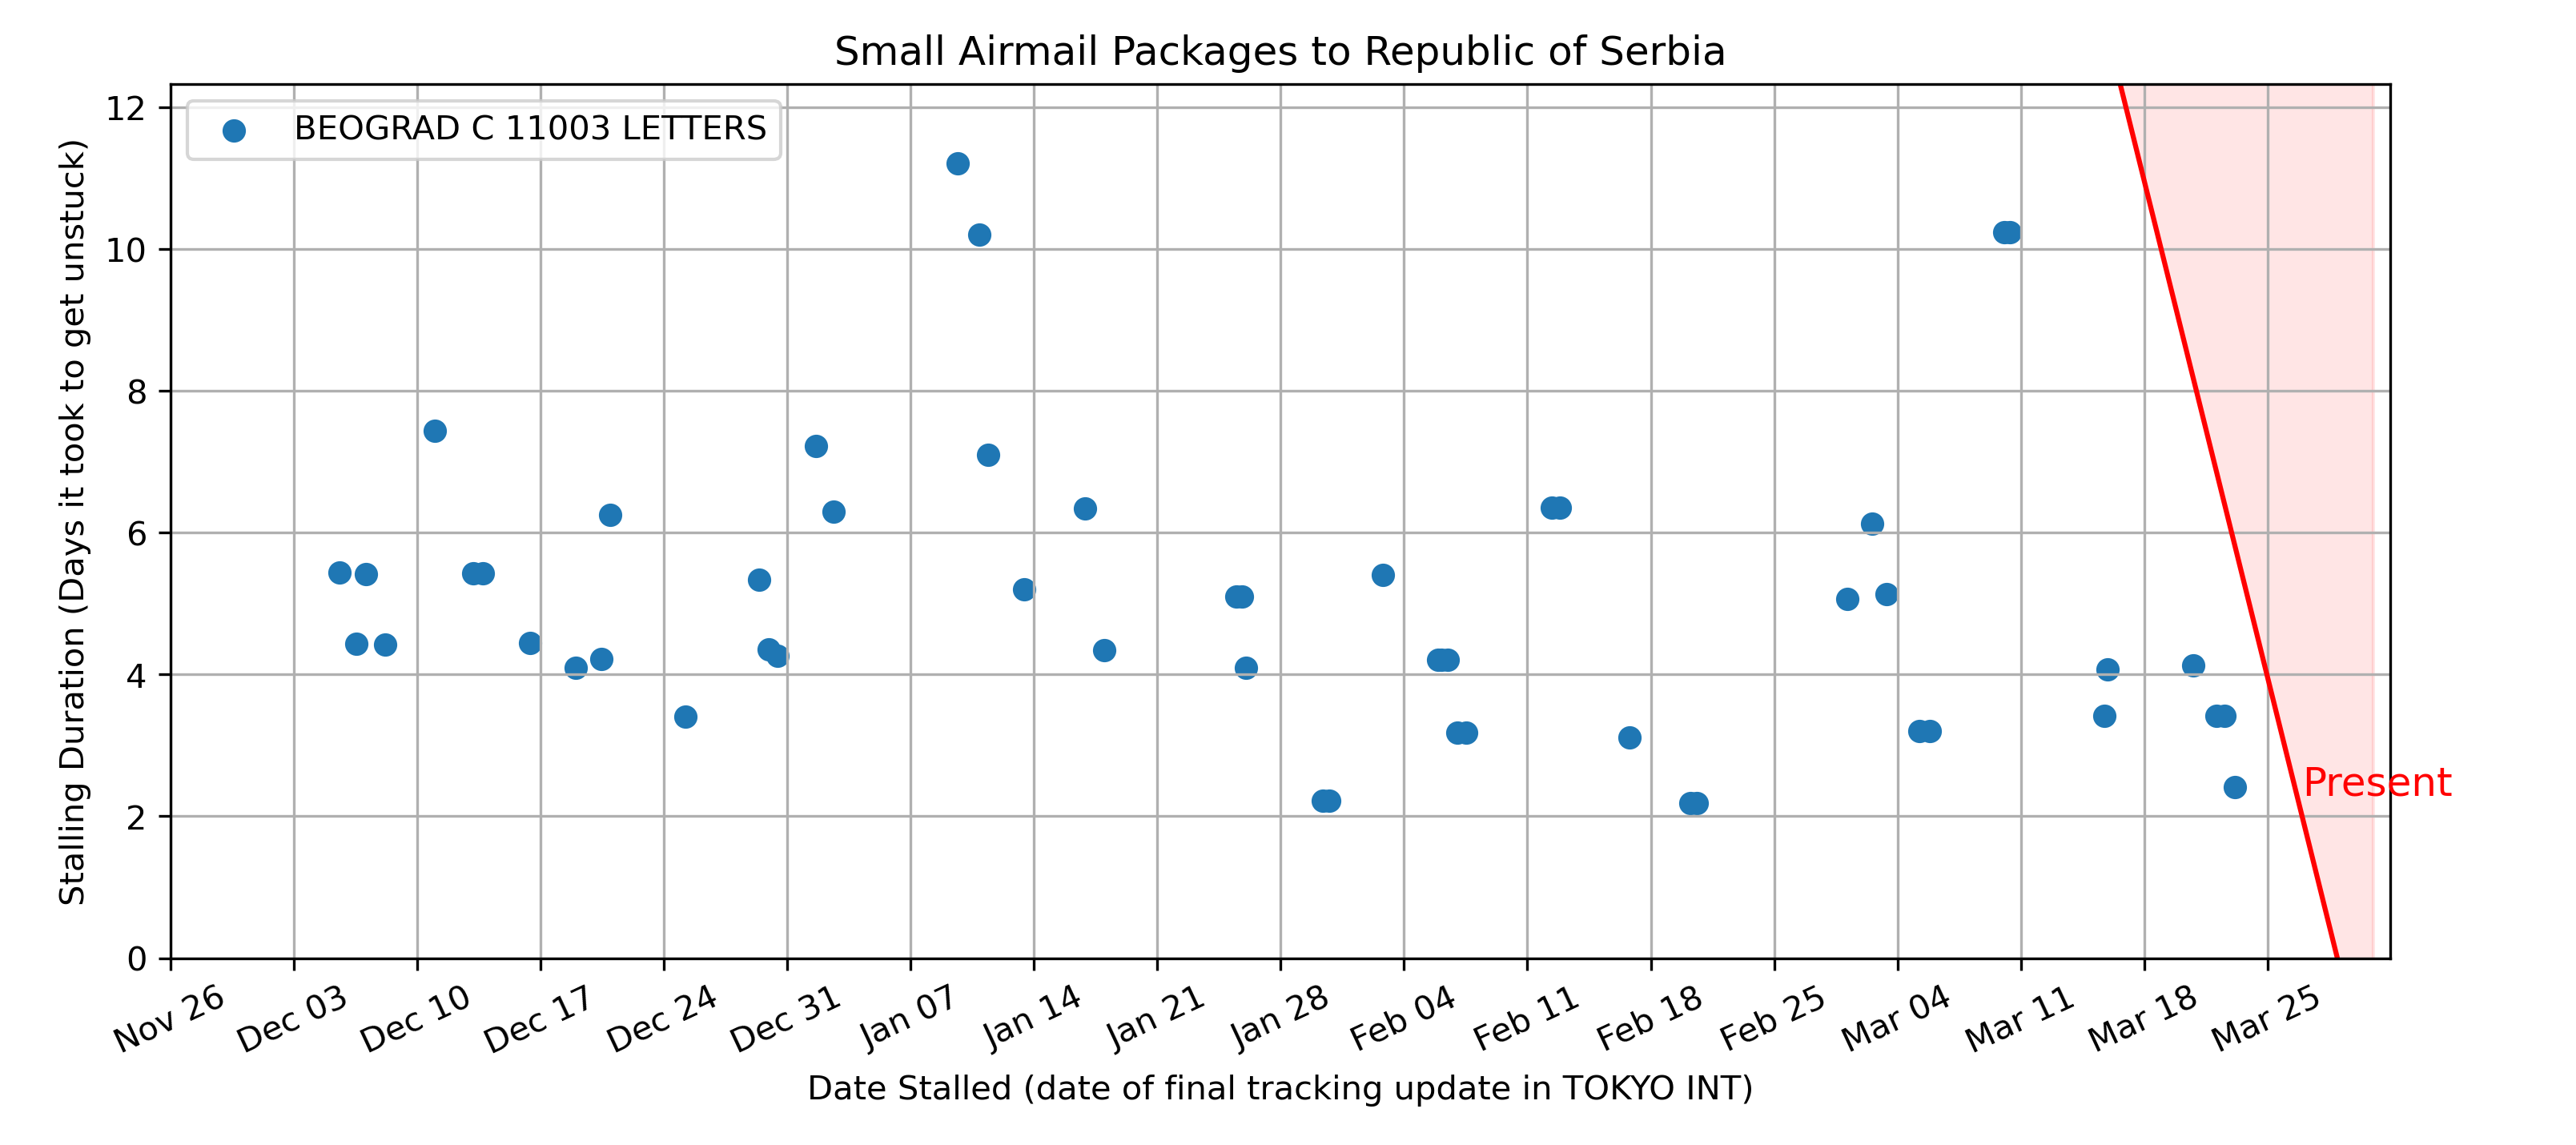 Small Airmail Packages to Republic of Serbia
BEOGRAD C 11003 LETTERS
Stalling Duration (Days it took to get unstuck)
12
10
8
6
4
2
0
Present
Nov 26
Dec 03
Dec 10
Dec 17
Dec 24
Dec 31
Jan 07
Jan 14
Jan 21
Jan 28
Feb 04
Feb 11
Feb 18
Feb 25
Mar 04
Mar 11
Mar 18
Mar 25
Date Stalled (date of final tracking update in TOKYO INT)